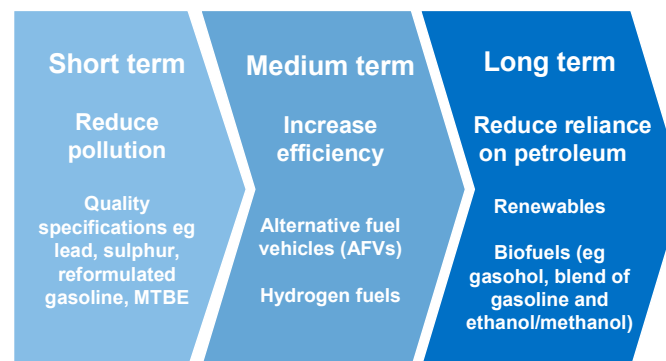 Short term
Reduce
pollution
Quality
specifications eg
lead, sulphur,
reformulated
gasoline, MTBE
Medium term
Increase
efficiency
Alternative fuel
vehicles (AFVs)
Hydrogen fuels
Long term
Reduce reliance
on petroleum
Renewables
Biofuels (eg
gasohol, blend of
gasoline and
ethanol/methanol)